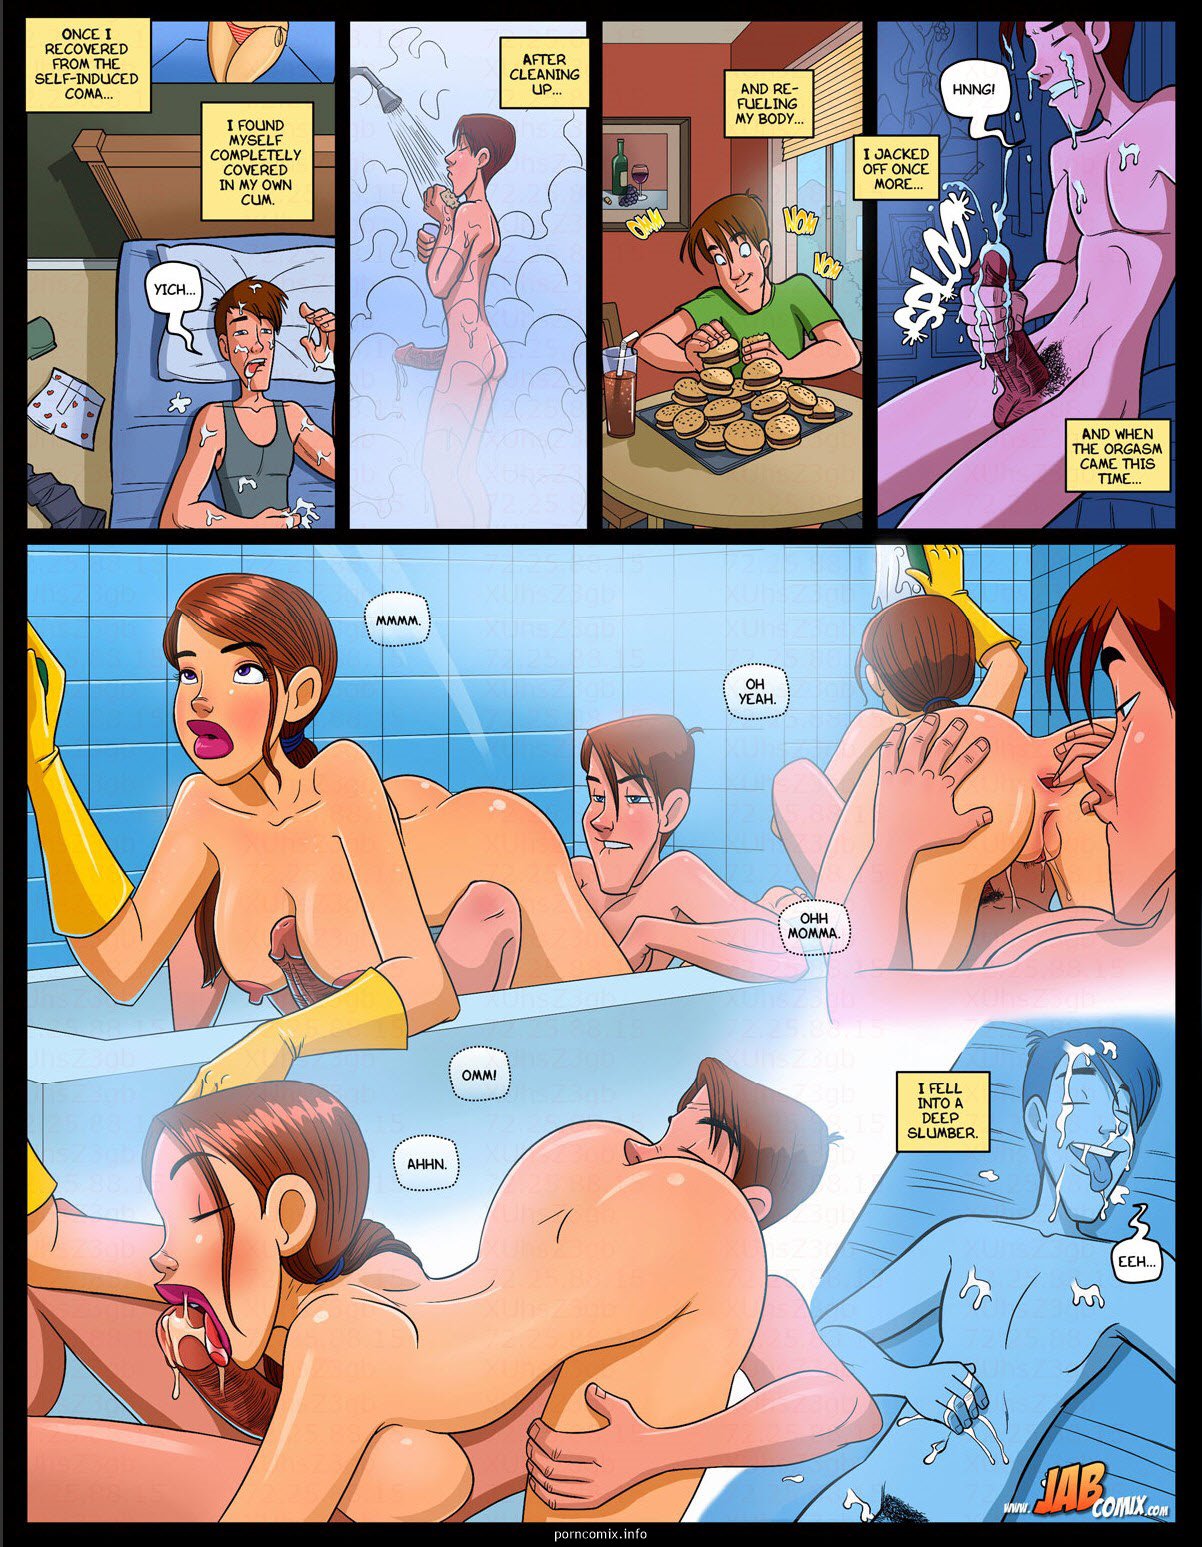 ONCE I
RECOVERED
FROM THE
SELF-INDUCED
COMA...
I FOUND
MYSELF
COMPLETELY
COVERED
IN MY OWN
CUM.
YICH...
AFTER
CLEANING
UP...
AND RE-
FUELING
MY BODY...
OMM
NOM
NOM
I JACKED
OFF ONCE
MORE...
HNNG!
SPLOOT
AND WHEN
THE ORGASM
CAME THIS
TIME...
MMMM.
OH
YEAH.
OHH
MOMMA.
OMM!
AHHN.
I FELL
INTO A
DEEP
SLUMBER.
EEH...
www.JABCOMIX.com
porncomix.info